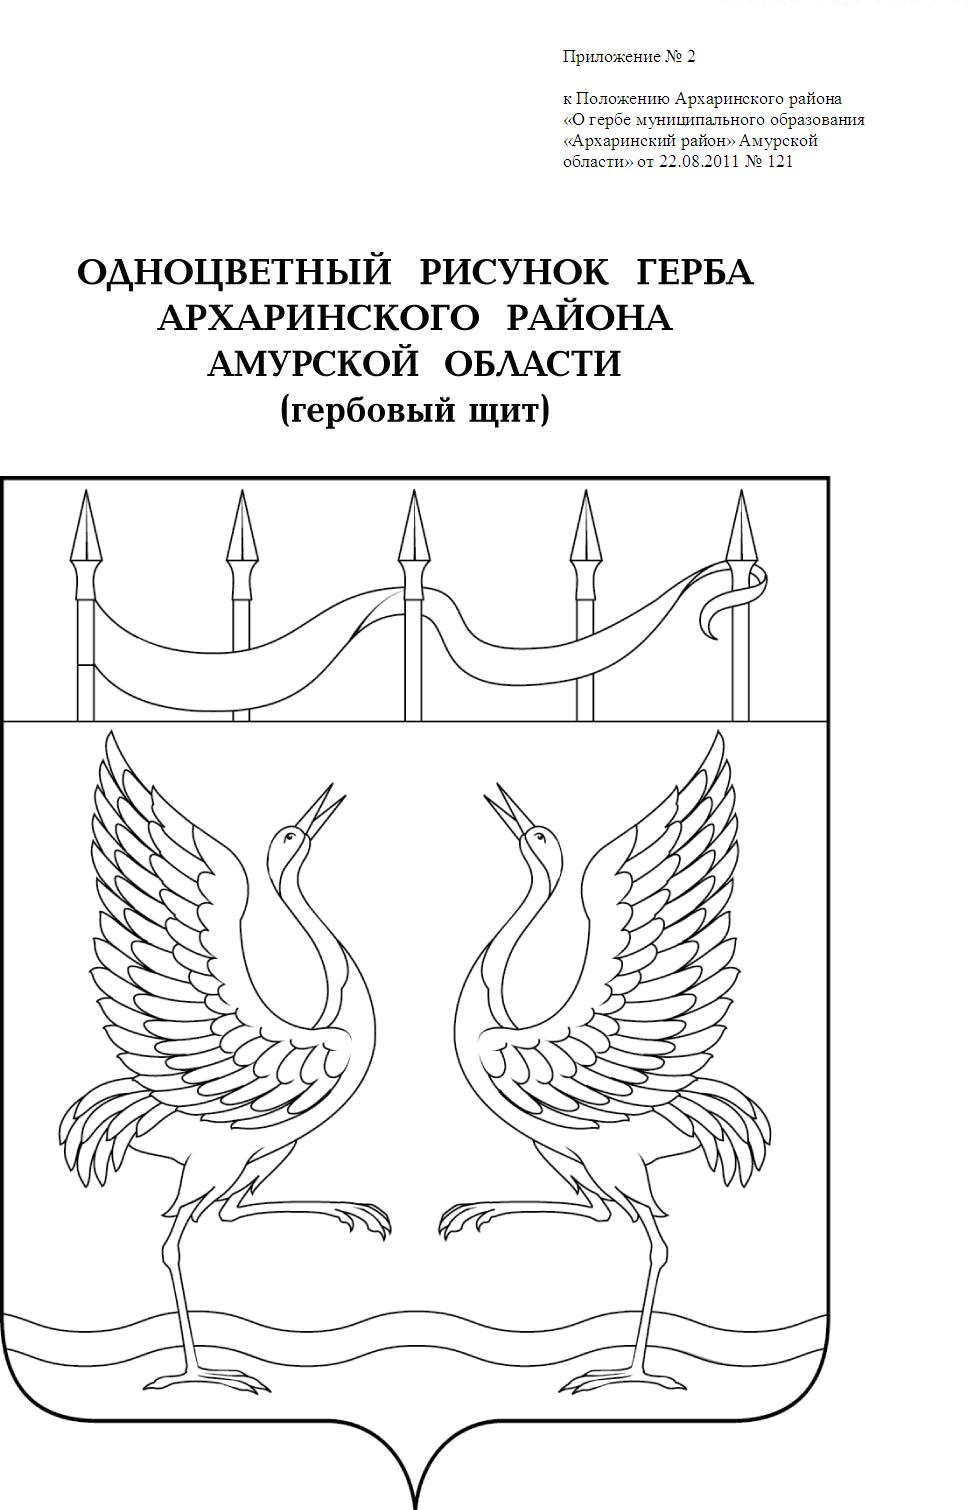 Приложение № 2
к Положению Архаринского района
«О гербе муниципального образования
«Архаринский район» Амурской
области» от 22.08.2011 № 121
ОДНОЦВЕТНЫЙ РИСУНОК ГЕРБА
АРХАРИНСКОГО РАЙОНА
АМУРСКОЙ ОБЛАСТИ
(гербовый щит)